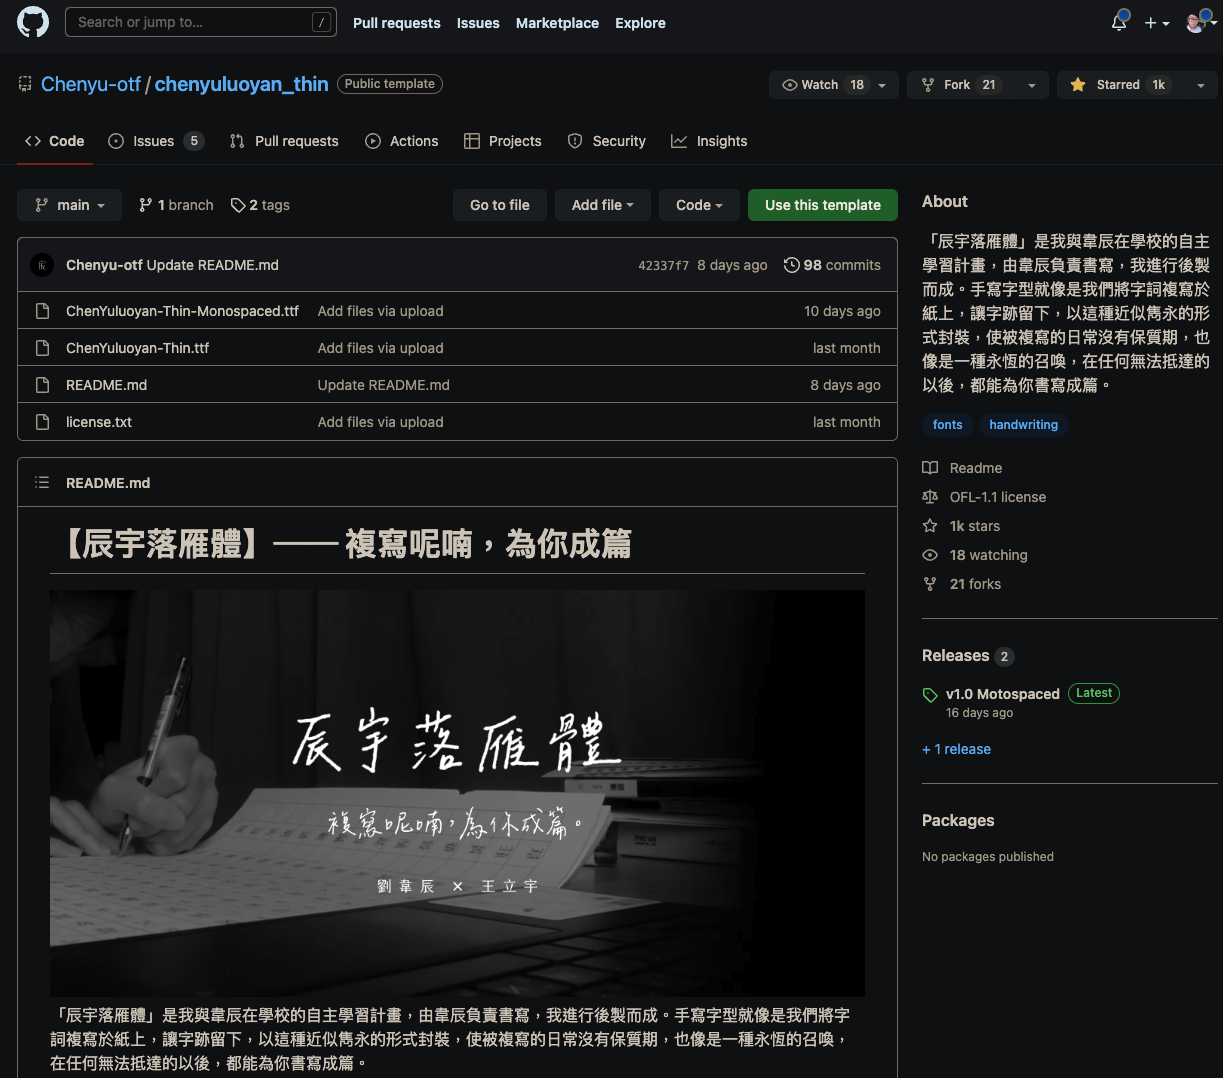 Search or jump to...
/
Pull requests
Issues
Marketplace
Explore
Chenyu-otf / chenyuluoyan_thin
Public template
Watch 18
Fork 21
Starred 1k
Code
Issues 5
Pull requests
Actions
Projects
Security
Insights
main
1 branch
2 tags
Go to file
Add file
Code
Use this template
Chenyu-otf Update README.md
42337f7 8 days ago
98 commits
ChenYuluoyan-Thin-Monospaced.ttf Add files via upload 10 days ago
ChenYuluoyan-Thin.ttf Add files via upload last month
README.md Update README.md 8 days ago
license.txt Add files via upload last month
README.md
【辰宇落雁體】—— 複寫呢喃，為你成篇
辰宇落雁體
複寫呢喃，為你成篇。
劉韋辰 × 王立宇
「辰宇落雁體」是我與韋辰在學校的自主學習計畫，由韋辰負責書寫，我進行後製而成。手寫字型就像是我們將字
詞複寫於紙上，讓字跡留下，以這種近似雋永的形式封裝，使被複寫的日常沒有保質期，也像是一種永恆的召喚，
在任何無法抵達的以後，都能為你書寫成篇。
About
「辰宇落雁體」是我與韋辰在學校的自主
學習計畫，由韋辰負責書寫，我進行後製
而成。手寫字型就像是我們將字詞複寫於
紙上，讓字跡留下，以這種近似雋永的形
式封裝，使被複寫的日常沒有保質期，也
像是一種永恆的召喚，在任何無法抵達的
以後，都能為你書寫成篇。
fonts
handwriting
Readme
OFL-1.1 license
1k stars
18 watching
21 forks
Releases 2
v1.0 Motospaced Latest
16 days ago
+ 1 release
Packages
No packages published